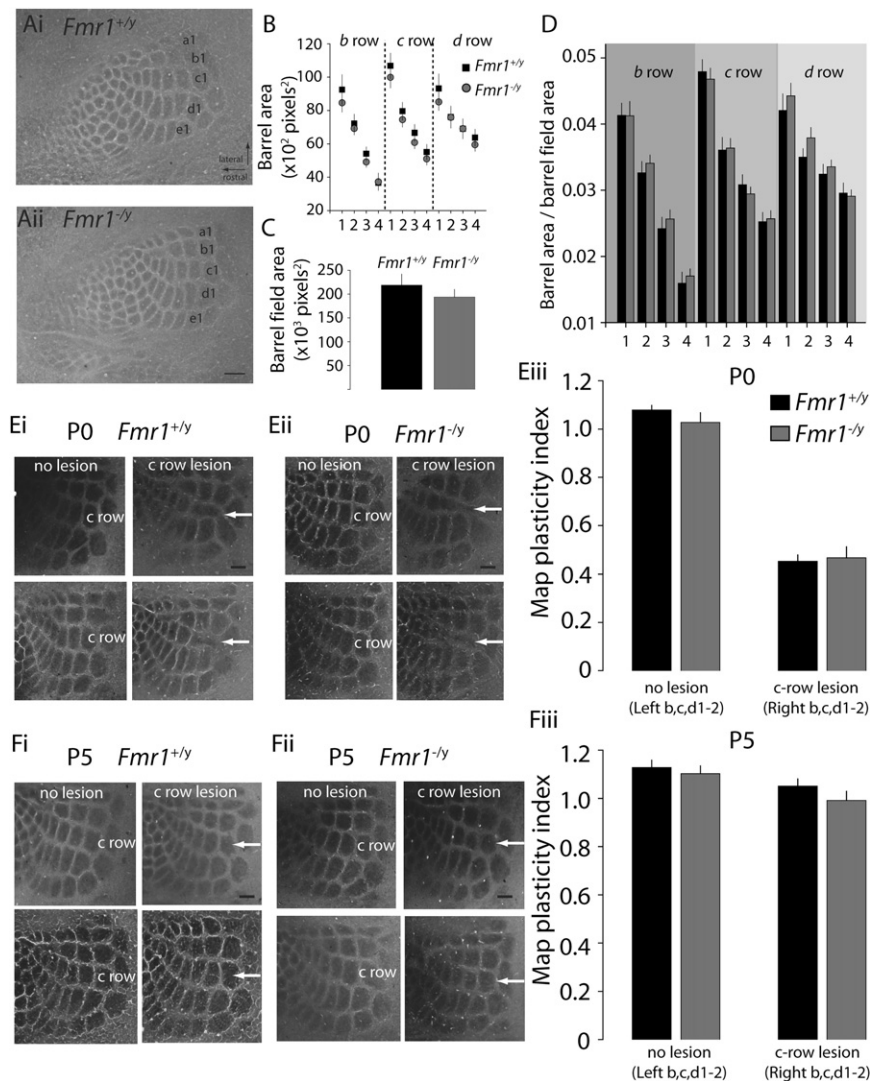 Ai Fmr1+/y
a1
b1
c1
d1
e1
lateral
rostral
Aii Fmr1-/y
a1
b1
c1
d1
e1
B
b row c row d row
Fmr1+/y
Fmr1-/y
Barrel area
(x10² pixels²)
120
100
80
60
40
20
1 2 3 4 1 2 3 4 1 2 3 4
C
Fmr1+/y Fmr1-/y
Barrel field area
(x10³ pixels²)
250
200
150
100
50
D
b row c row d row
Barrel area / barrel field area
0.05
0.04
0.03
0.02
0.01
1 2 3 4 1 2 3 4 1 2 3 4
Ei P0 Fmr1+/y
no lesion c row lesion
c row
c row
Eii P0 Fmr1-/y
no lesion c row lesion
c row
c row
Eiii P0
Fmr1+/y
Fmr1-/y
Map plasticity index
1.2
1.0
0.8
0.6
0.4
0.2
0
no lesion
(Left b,c,d1-2)
c-row lesion
(Right b,c,d1-2)
Fi P5 Fmr1+/y
no lesion c row lesion
c row
c row
Fii P5 Fmr1-/y
no lesion c row lesion
c row
c row
Fiii P5
Map plasticity index
1.2
1.0
0.8
0.6
0.4
0.2
0
no lesion
(Left b,c,d1-2)
c-row lesion
(Right b,c,d1-2)